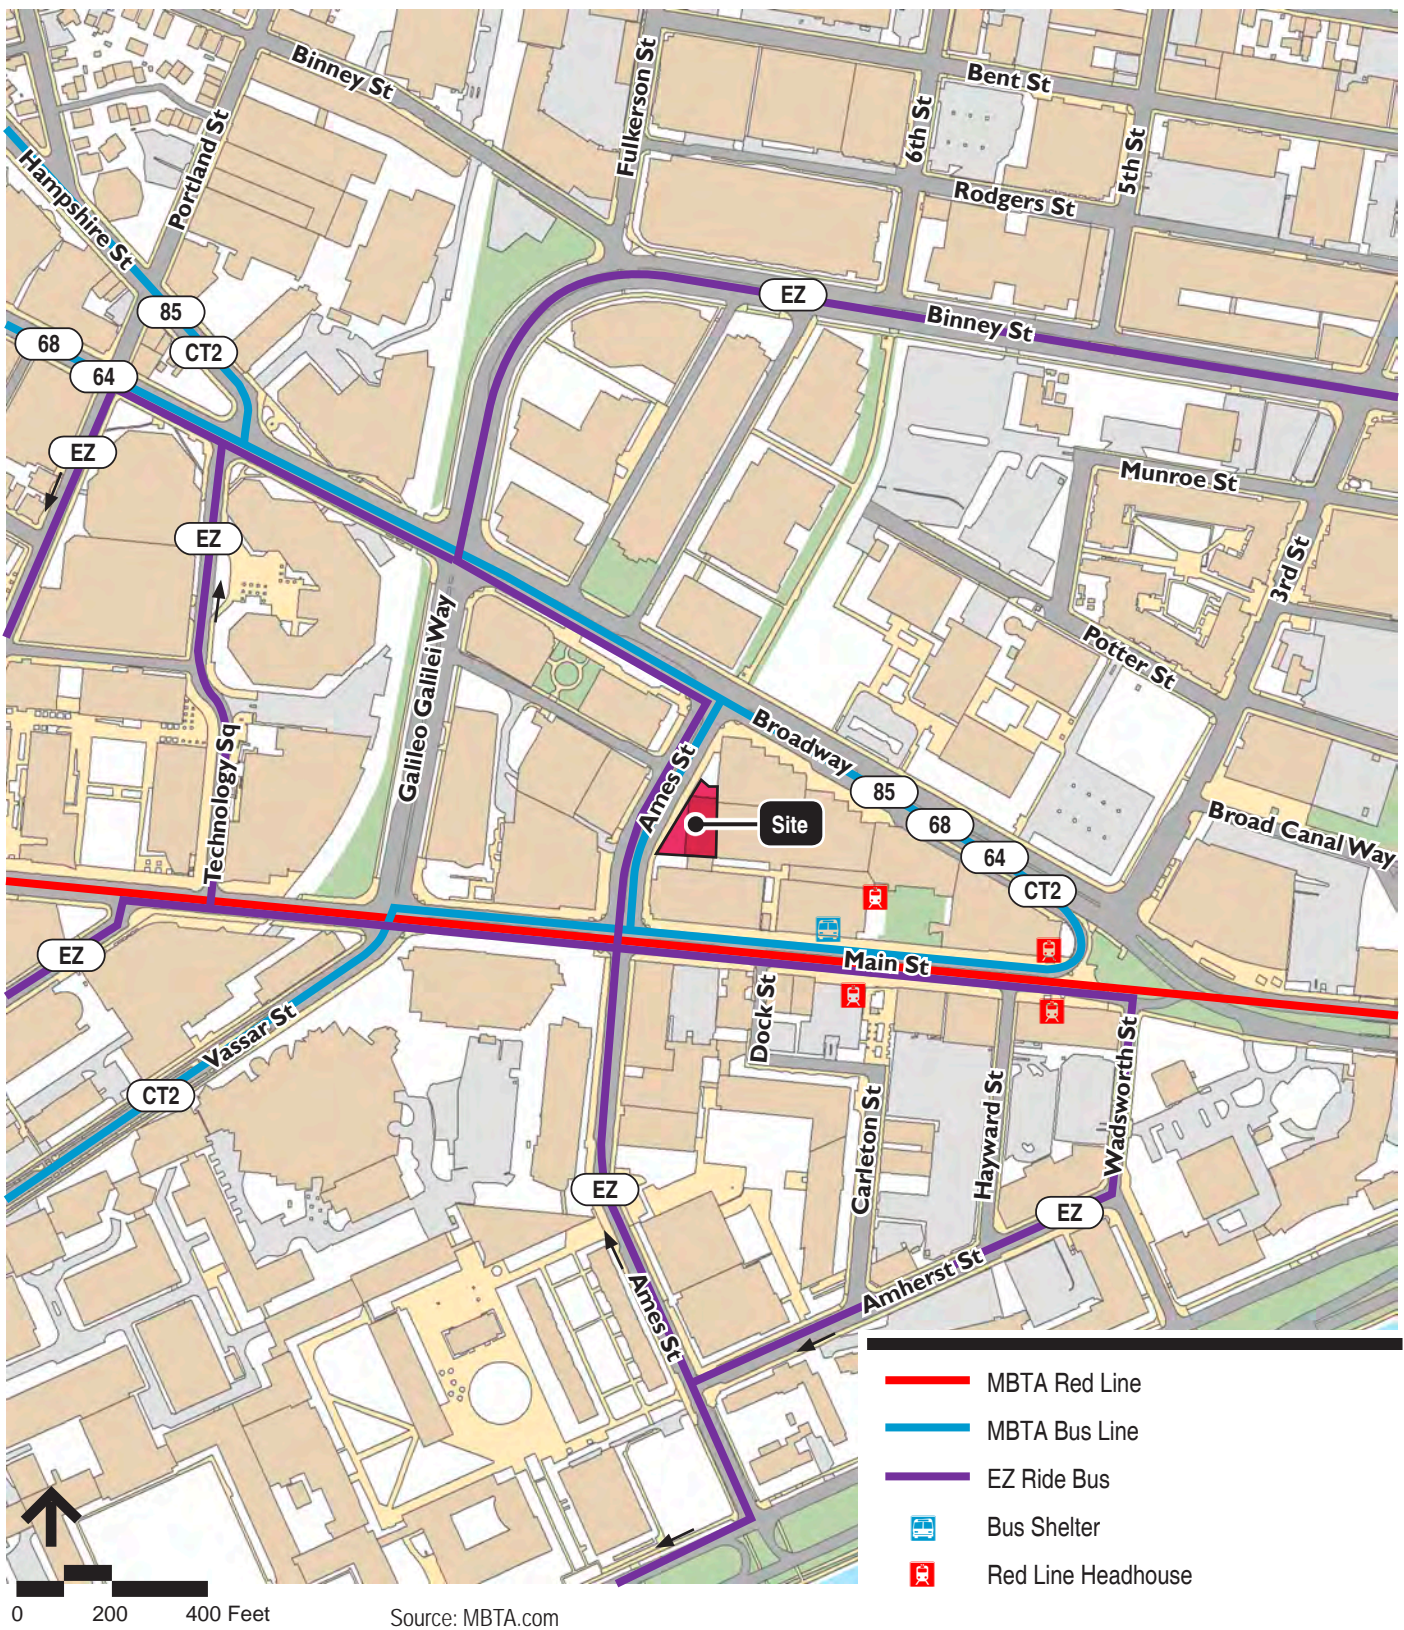 Binney St
Fulkerson St
Bent St
6th St
5th St
Portland St
Rodgers St
Hampshire St
85
EZ
Binney St
68
CT2
64
EZ
Munroe St
EZ
3rd St
Galileo Galilei Way
Potter St
Technology Sq
Broadway
Ames St
85
Site
68
Broad Canal Way
64
CT2
EZ
Main St
Dock St
Vassar St
Wadsworth St
CT2
Hayward St
Carleton St
EZ
EZ
Amherst St
Ames St
MBTA Red Line
MBTA Bus Line
EZ Ride Bus
Bus Shelter
Red Line Headhouse
0 200 400 Feet
Source: MBTA.com